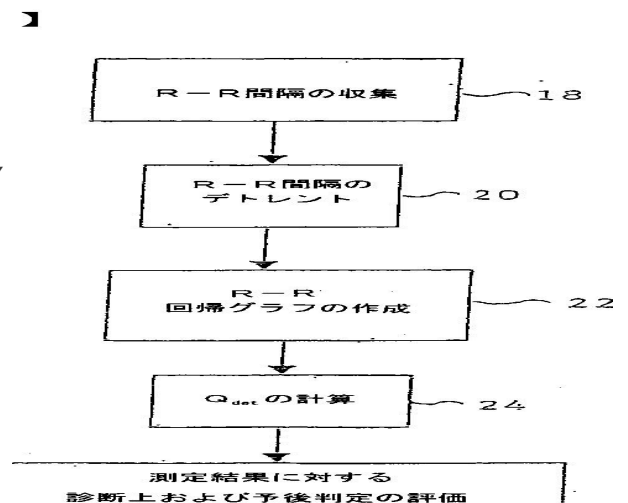 】
R－R間隔の収集
18
R－R間隔の
デトレント
20
R－R
回帰グラフの作成
22
Qdetの計算
24
測定結果に対する
診断上および予後判定の評価